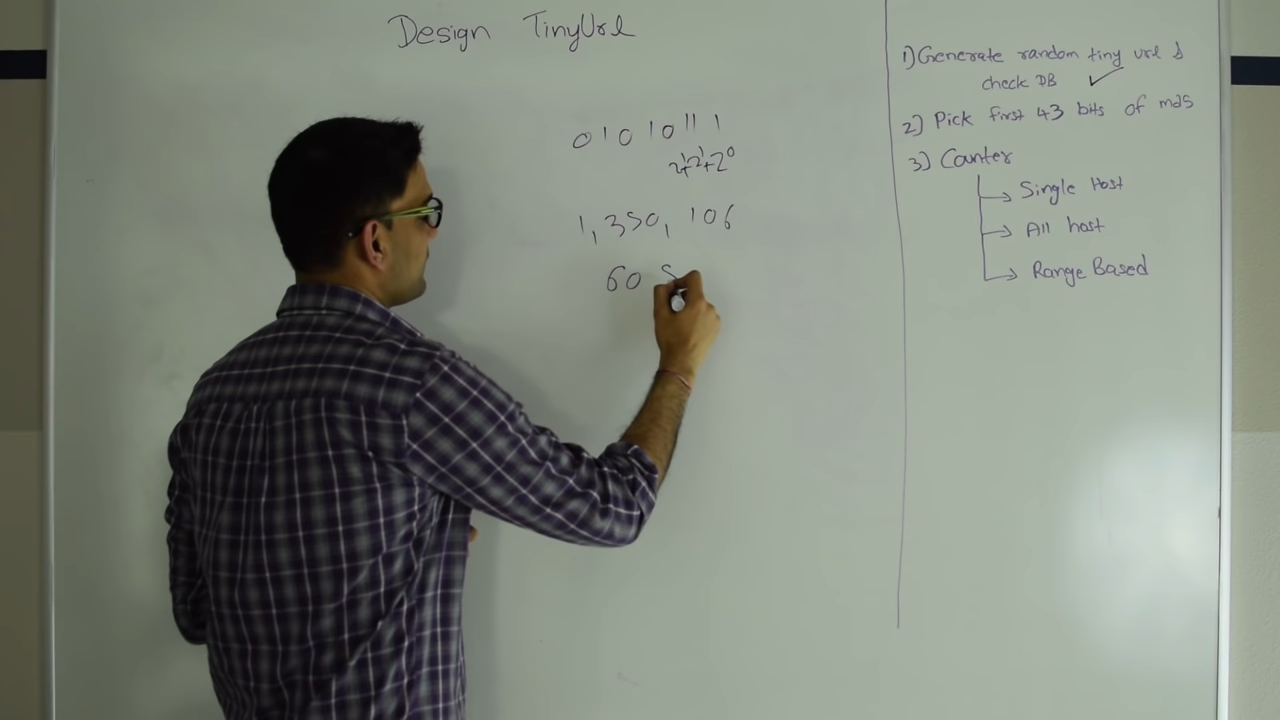 Design TinyUrl
0 1 0 1 0 1 1 1
2¹+2¹+2⁰
1,350, 106
60 5
1) Generate random tiny url &
check DB ✓
2) Pick first 43 bits of md5
3) Counter
→ Single Host
→ All host
→ Range Based